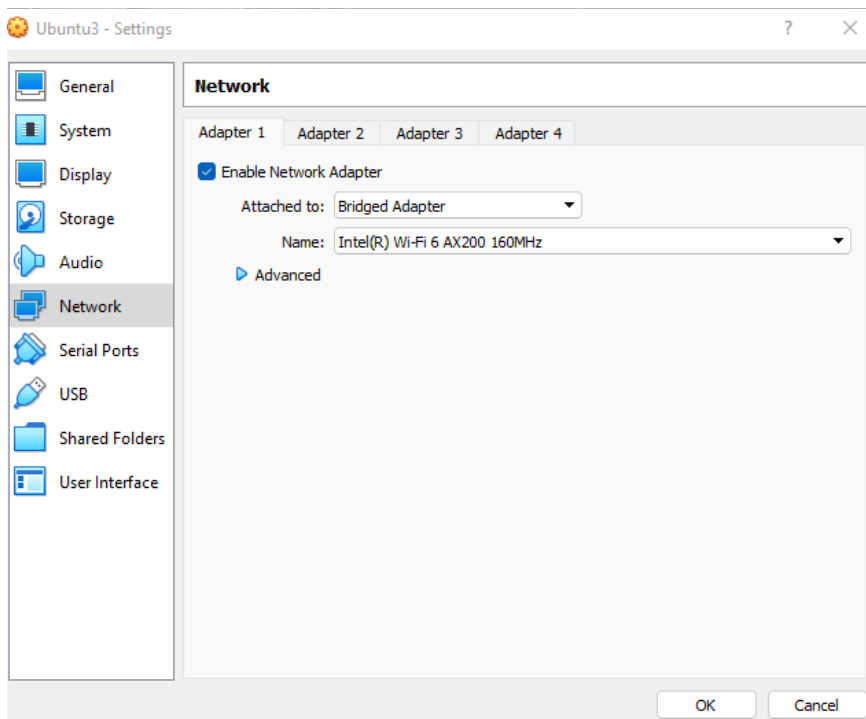 Ubuntu3 - Settings
?
General
System
Display
Storage
Audio
Network
Serial Ports
USB
Shared Folders
User Interface
Network
Adapter 1 Adapter 2 Adapter 3 Adapter 4
Enable Network Adapter
Attached to: Bridged Adapter
Name: Intel(R) Wi-Fi 6 AX200 160MHz
Advanced
OK Cancel